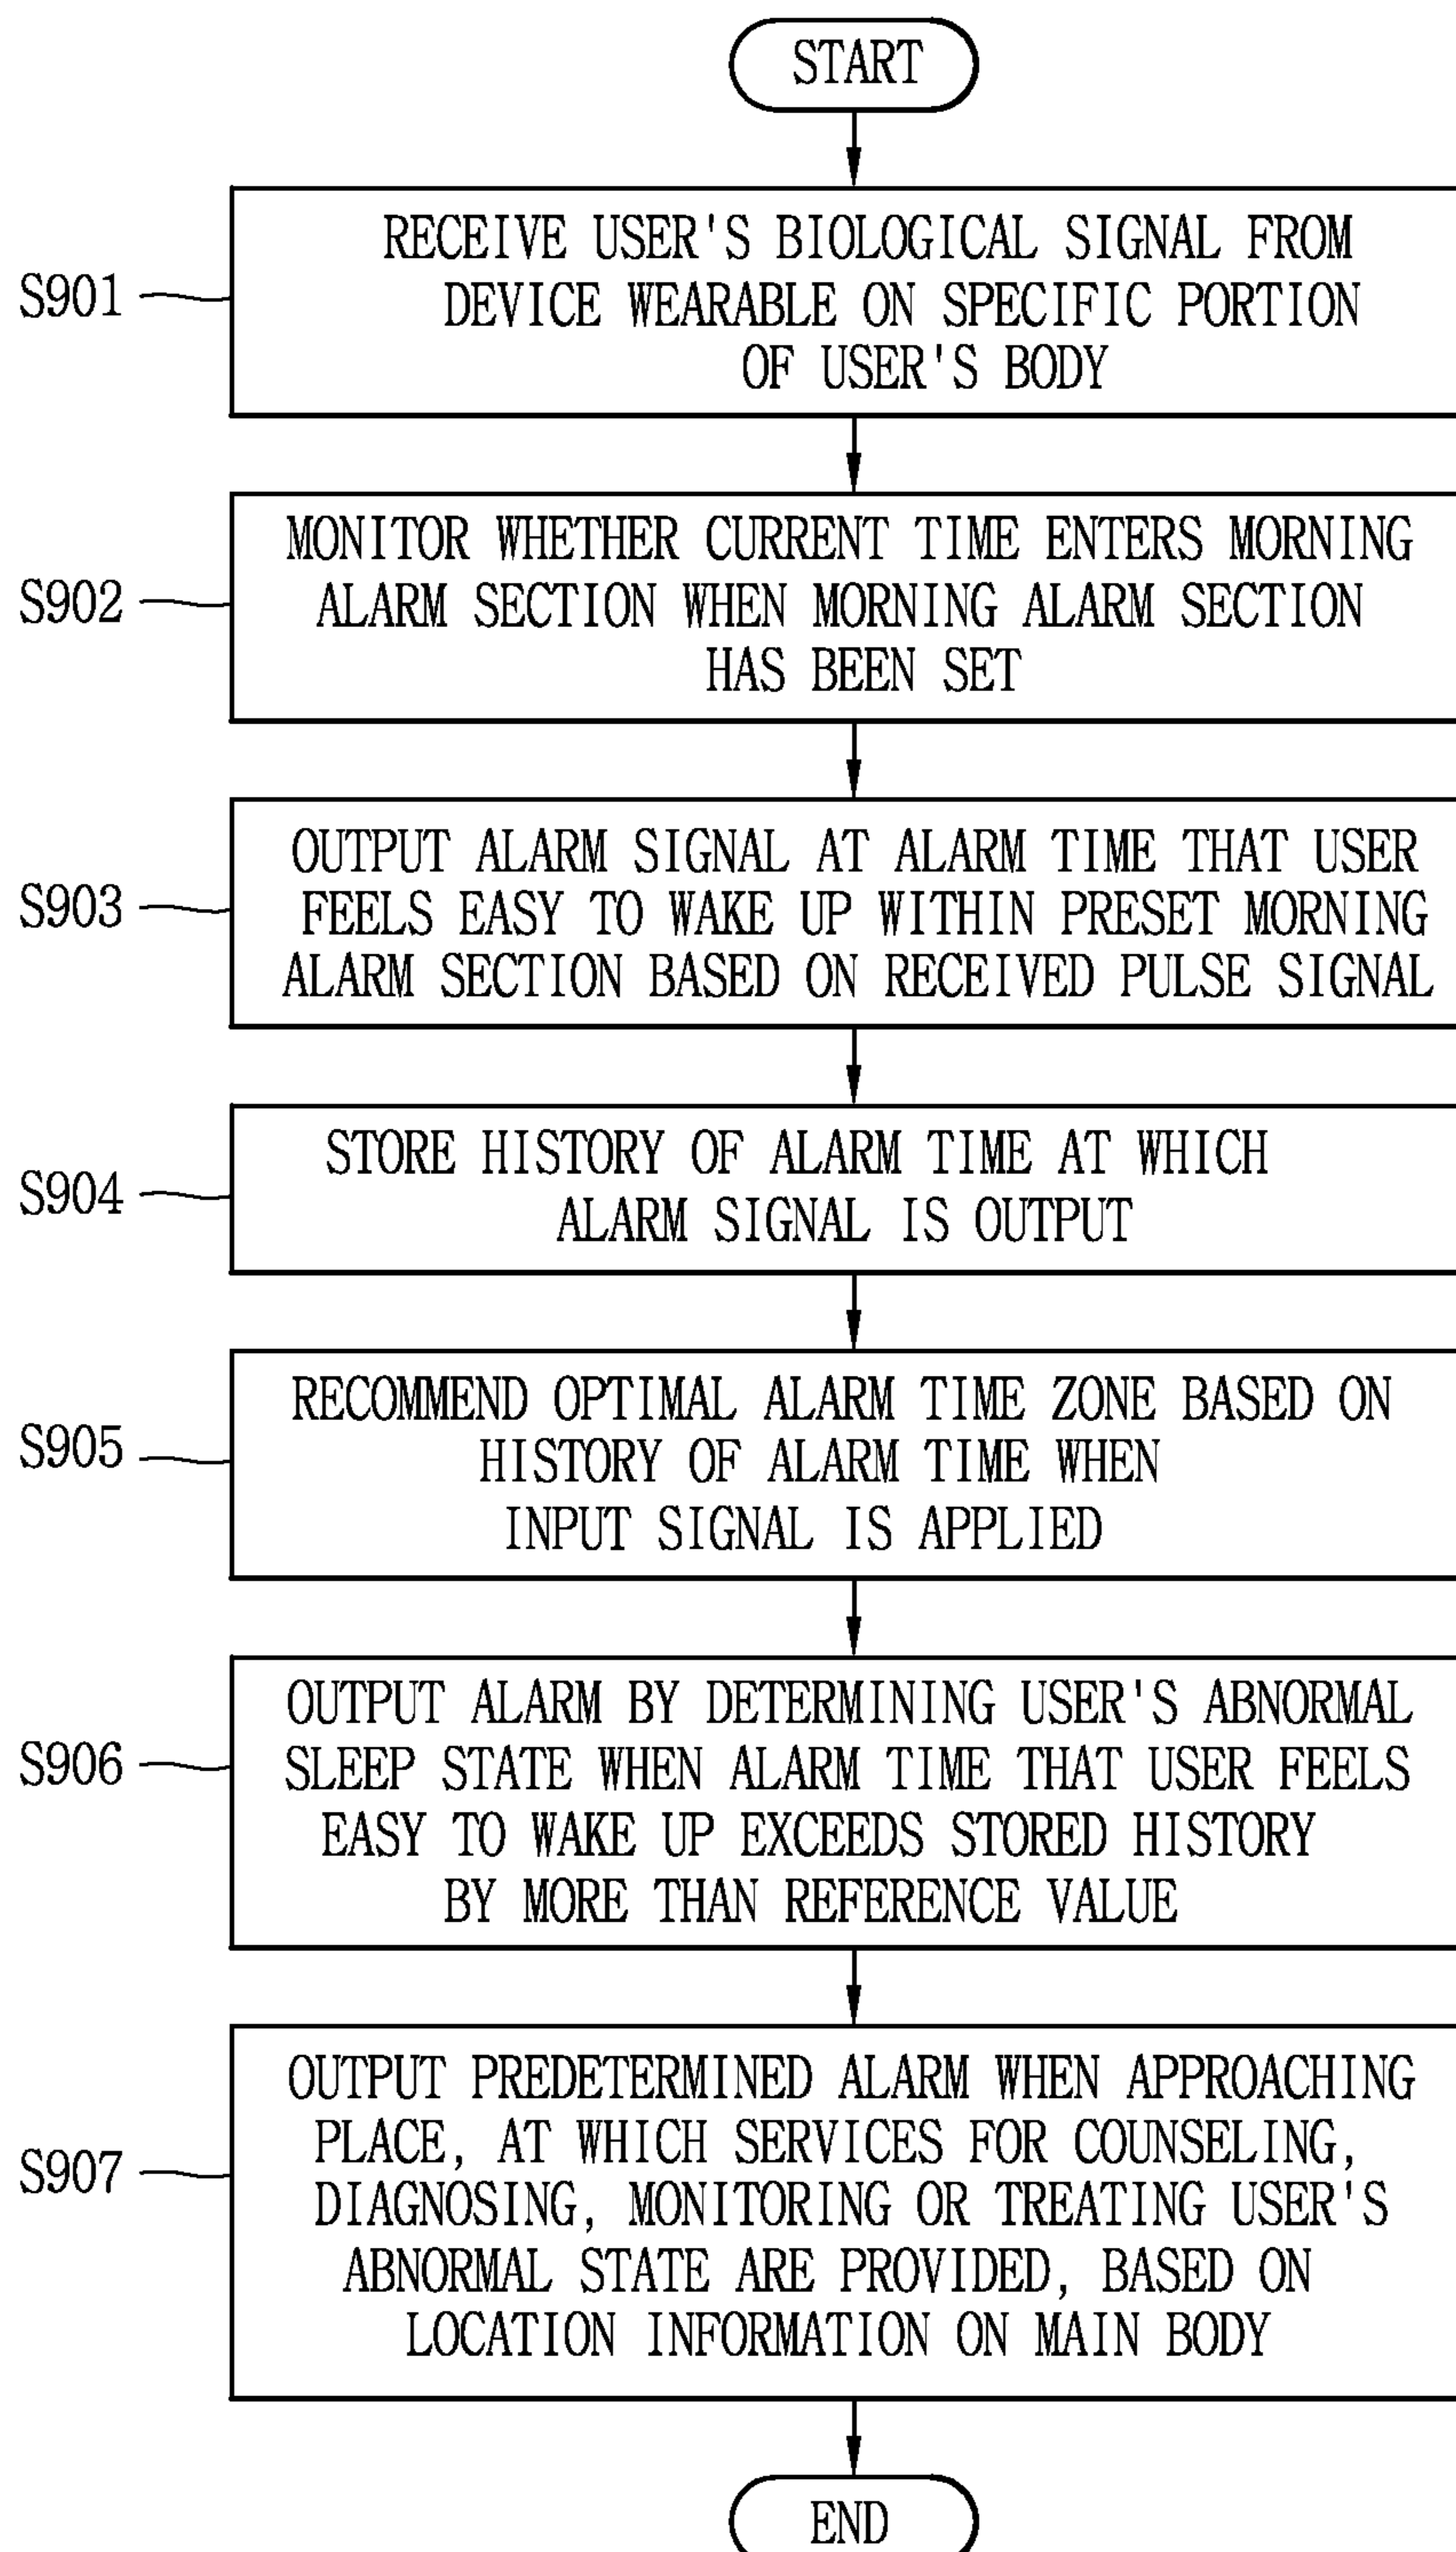 START
S901
RECEIVE USER'S BIOLOGICAL SIGNAL FROM
DEVICE WEARABLE ON SPECIFIC PORTION
OF USER'S BODY
S902
MONITOR WHETHER CURRENT TIME ENTERS MORNING
ALARM SECTION WHEN MORNING ALARM SECTION
HAS BEEN SET
S903
OUTPUT ALARM SIGNAL AT ALARM TIME THAT USER
FEELS EASY TO WAKE UP WITHIN PRESET MORNING
ALARM SECTION BASED ON RECEIVED PULSE SIGNAL
S904
STORE HISTORY OF ALARM TIME AT WHICH
ALARM SIGNAL IS OUTPUT
S905
RECOMMEND OPTIMAL ALARM TIME ZONE BASED ON
HISTORY OF ALARM TIME WHEN
INPUT SIGNAL IS APPLIED
S906
OUTPUT ALARM BY DETERMINING USER'S ABNORMAL
SLEEP STATE WHEN ALARM TIME THAT USER FEELS
EASY TO WAKE UP EXCEEDS STORED HISTORY
BY MORE THAN REFERENCE VALUE
S907
OUTPUT PREDETERMINED ALARM WHEN APPROACHING
PLACE, AT WHICH SERVICES FOR COUNSELING,
DIAGNOSING, MONITORING OR TREATING USER'S
ABNORMAL STATE ARE PROVIDED, BASED ON
LOCATION INFORMATION ON MAIN BODY
END